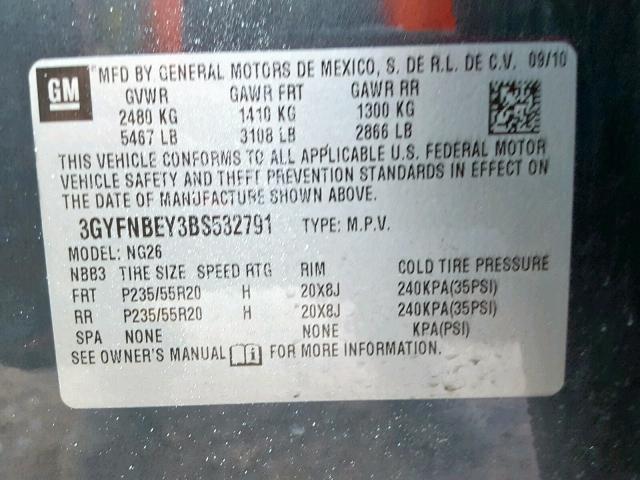 GM
MFD BY GENERAL MOTORS DE MEXICO, S. DE R.L. DE C.V. 09/10
GVWR GAWR FRT GAWR RR
2480 KG 1410 KG 1300 KG
5467 LB 3108 LB 2866 LB
THIS VEHICLE CONFORMS TO ALL APPLICABLE U.S. FEDERAL MOTOR
VEHICLE SAFETY AND THEFT PREVENTION STANDARDS IN EFFECT ON
THE DATE OF MANUFACTURE SHOWN ABOVE.
3GYFNBEY3BS532791 TYPE: M.P.V.
MODEL: NG26
NBB3 TIRE SIZE SPEED RTG RIM COLD TIRE PRESSURE
FRT P235/55R20 H 20X8J 240KPA(35PSI)
RR P235/55R20 H 20X8J 240KPA(35PSI)
SPA NONE NONE KPA(PSI)
SEE OWNER'S MANUAL FOR MORE INFORMATION.